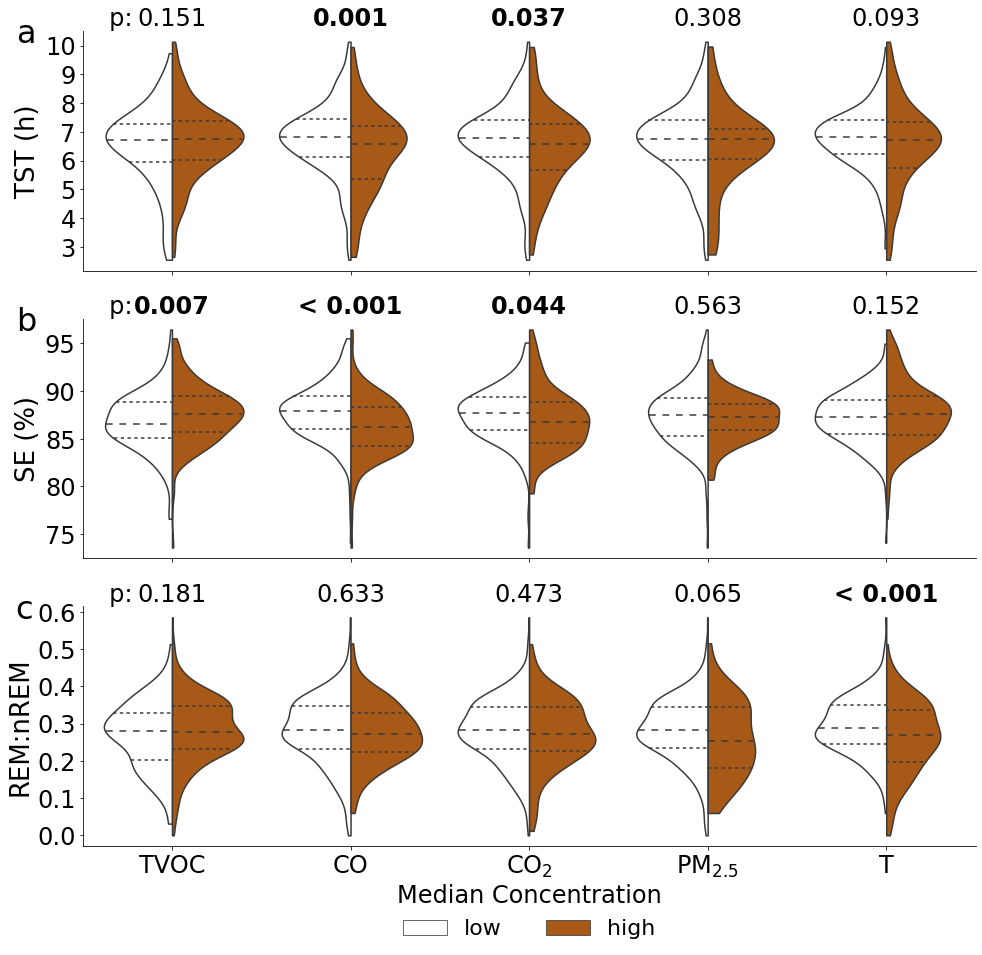 a
p: 0.151 0.001 0.037 0.308 0.093
10
9
8
7
6
5
4
3
TST (h)
b
p: 0.007 < 0.001 0.044 0.563 0.152
95
90
85
80
75
SE (%)
c
p: 0.181 0.633 0.473 0.065 < 0.001
0.6
0.5
0.4
0.3
0.2
0.1
0.0
REM:nREM
TVOC CO CO₂ PM₂.₅ T
Median Concentration
low high